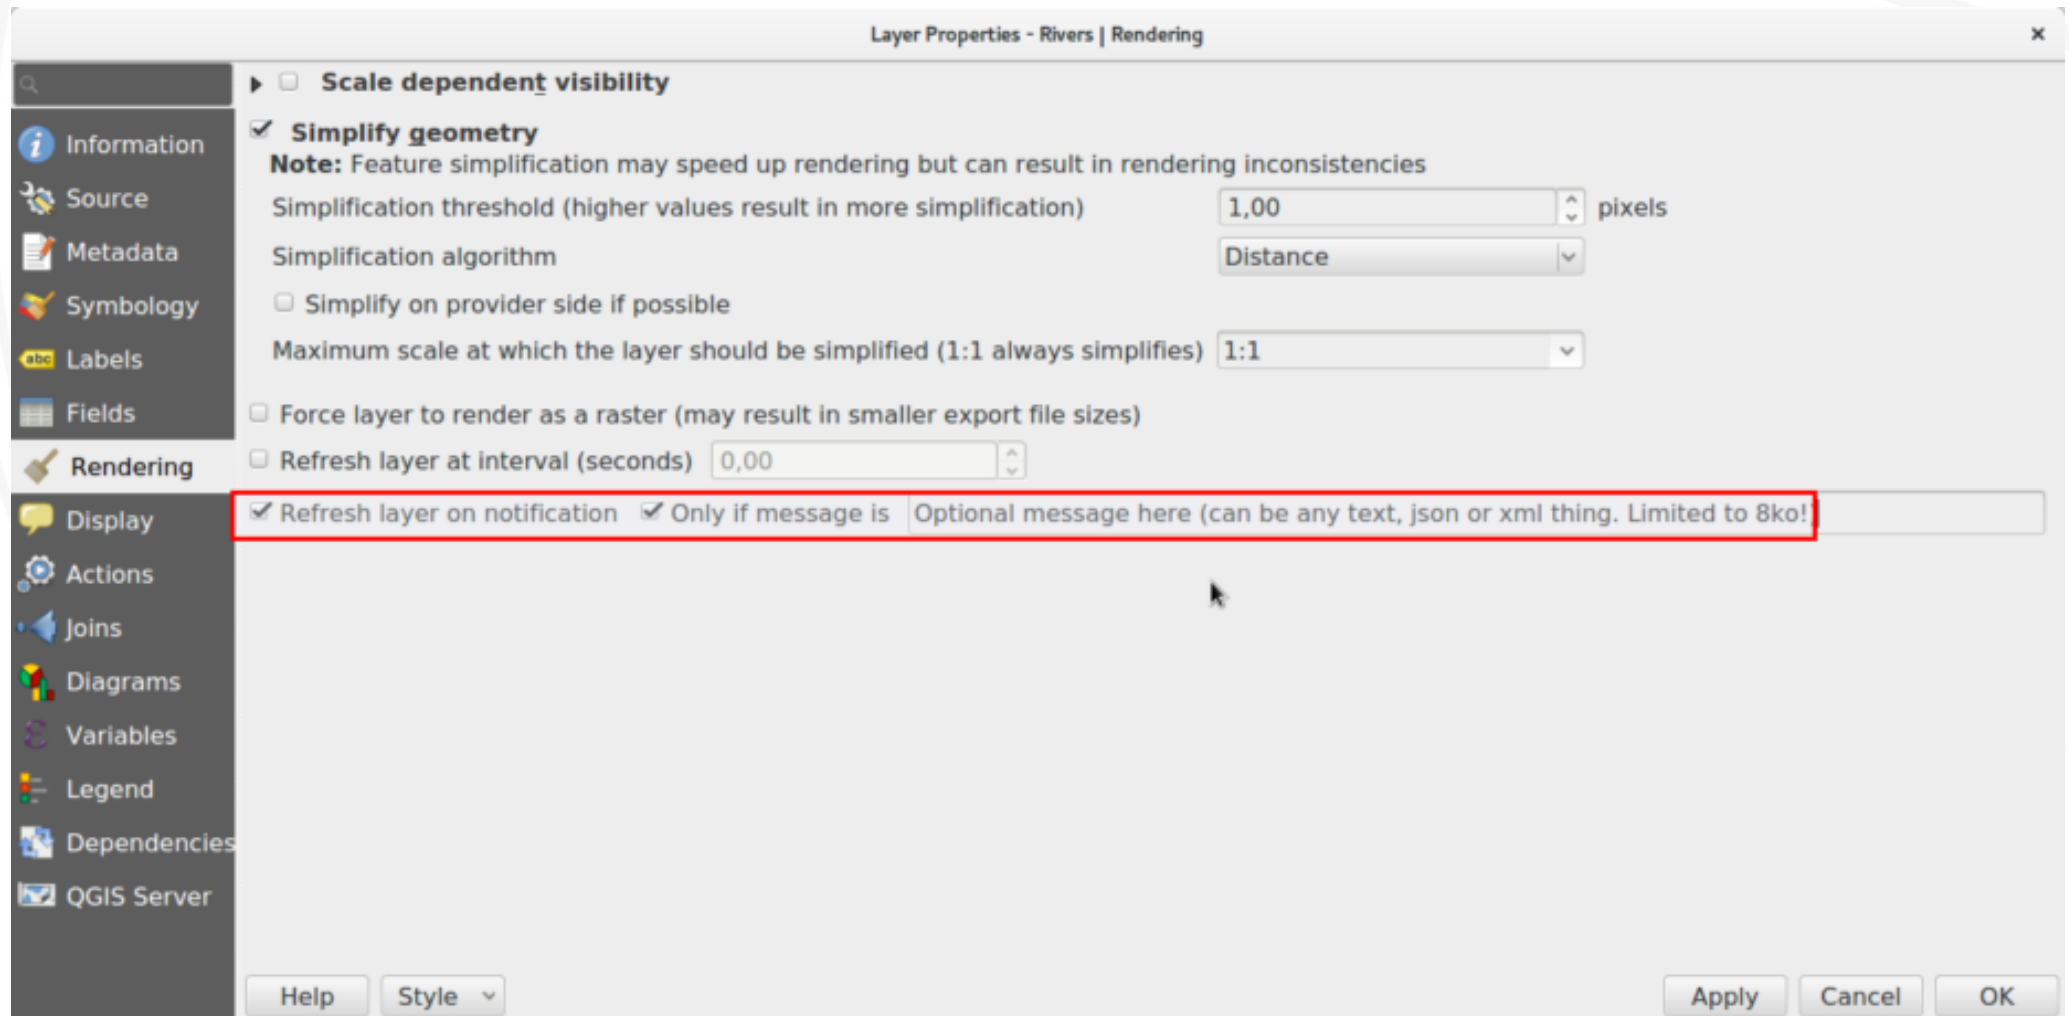 Layer Properties - Rivers | Rendering
Scale dependent visibility
Information
Source
Metadata
Symbology
Labels
Fields
Rendering
Display
Actions
Joins
Diagrams
Variables
Legend
Dependencies
QGIS Server
Simplify geometry
Note: Feature simplification may speed up rendering but can result in rendering inconsistencies
Simplification threshold (higher values result in more simplification) 1,00 pixels
Simplification algorithm Distance
Simplify on provider side if possible
Maximum scale at which the layer should be simplified (1:1 always simplifies) 1:1
Force layer to render as a raster (may result in smaller export file sizes)
Refresh layer at interval (seconds) 0,00
Refresh layer on notification Only if message is Optional message here (can be any text, json or xml thing. Limited to 8ko!)
Help Style Apply Cancel OK
abc